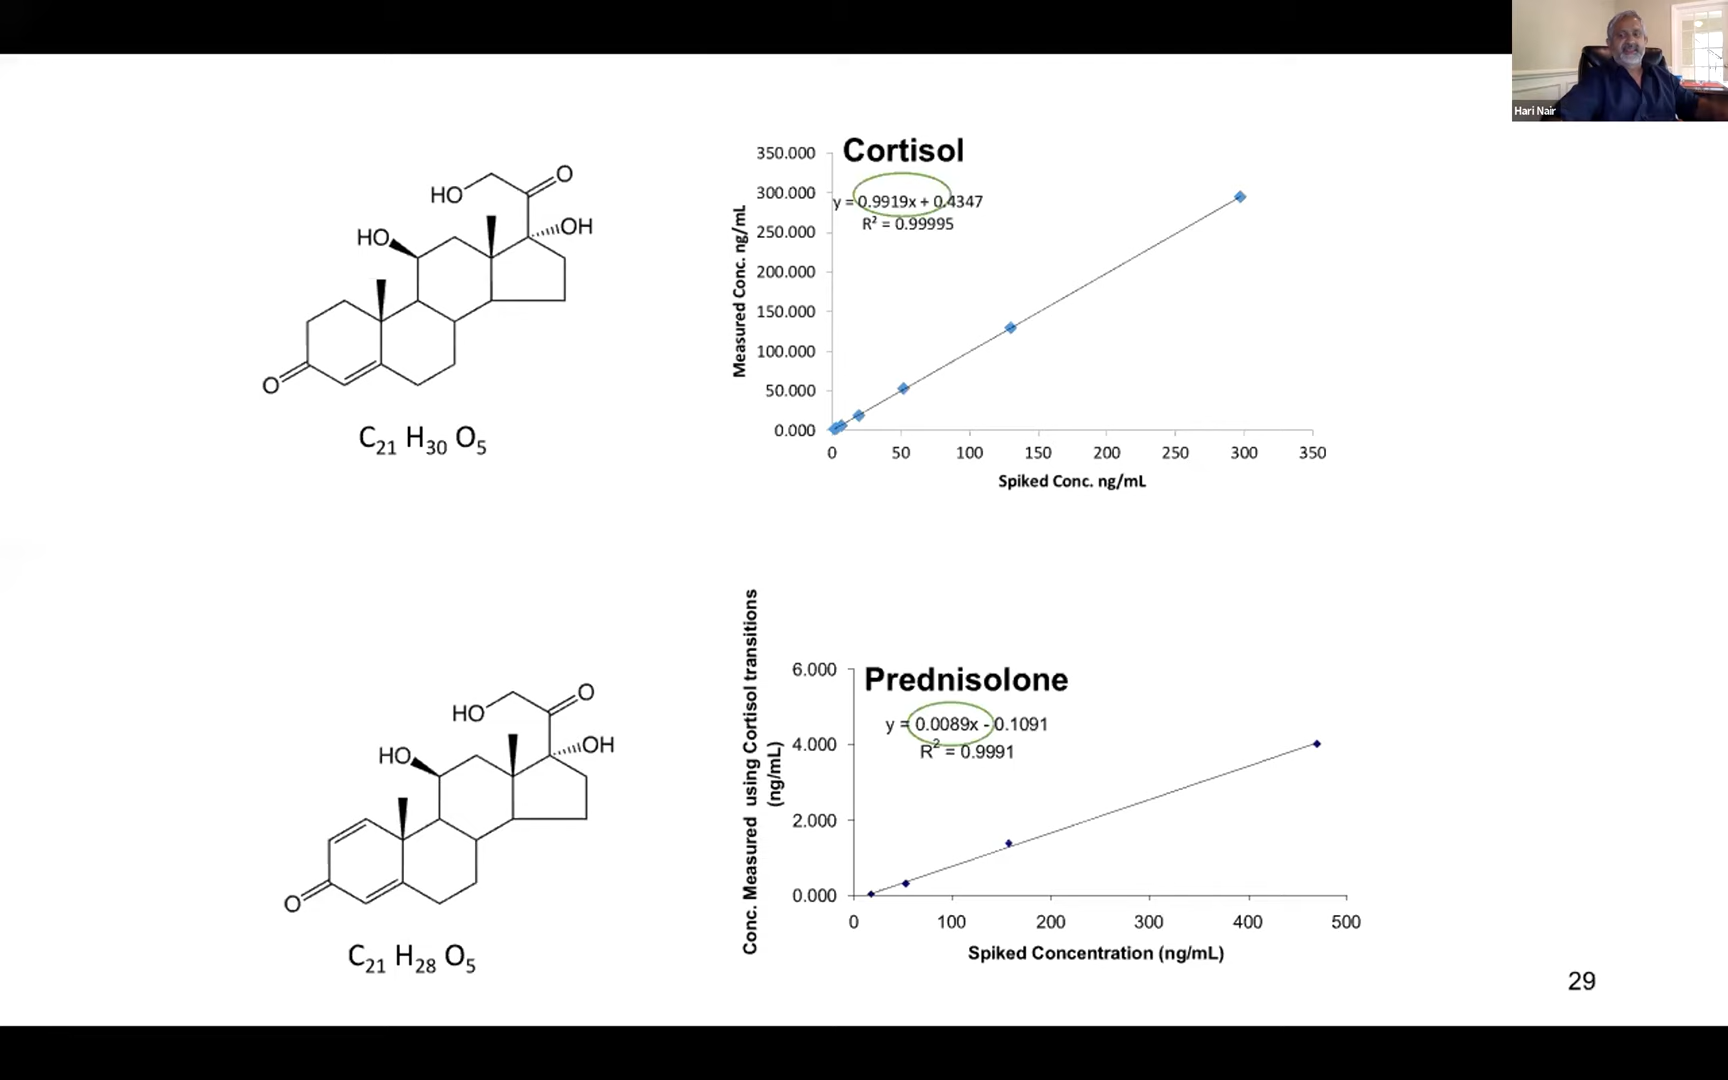 Hari Nair
HO
O
HO
OH
O
C21 H30 O5
Cortisol
y = 0.9919x + 0.4347
R² = 0.99995
Measured Conc. ng/mL
350.000
300.000
250.000
200.000
150.000
100.000
50.000
0.000
0 50 100 150 200 250 300 350
Spiked Conc. ng/mL
HO
O
HO
OH
O
C21 H28 O5
Prednisolone
y = 0.0089x - 0.1091
R² = 0.9991
Conc. Measured using Cortisol transitions
(ng/mL)
6.000
4.000
2.000
0.000
0 100 200 300 400 500
Spiked Concentration (ng/mL)
29